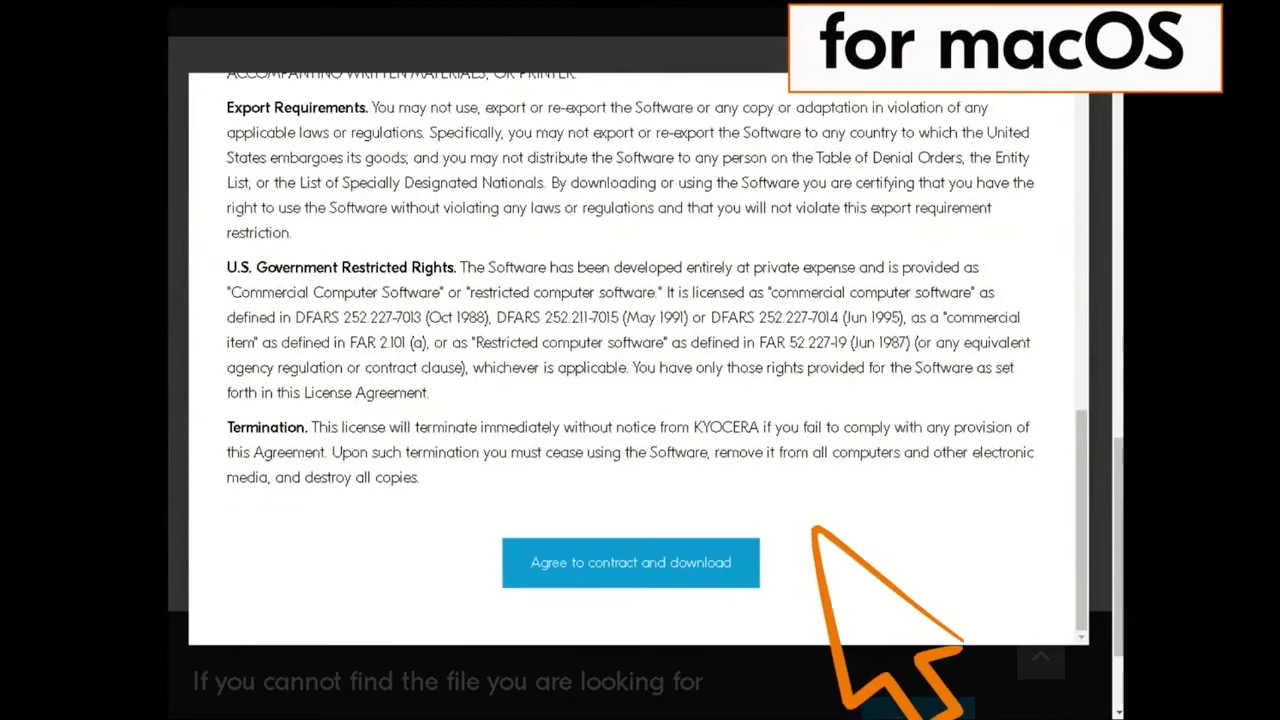 for macOS
ACCOMPANYING WRITTEN MATERIALS, OR PRINTER.
Export Requirements. You may not use, export or re-export the Software or any copy or adaptation in violation of any
applicable laws or regulations. Specifically, you may not export or re-export the Software to any country to which the United
States embargoes its goods; and you may not distribute the Software to any person on the Table of Denial Orders, the Entity
List, or the List of Specially Designated Nationals. By downloading or using the Software you are certifying that you have the
right to use the Software without violating any laws or regulations and that you will not violate this export requirement
restriction.
U.S. Government Restricted Rights. The Software has been developed entirely at private expense and is provided as
"Commercial Computer Software" or "restricted computer software." It is licensed as "commercial computer software" as
defined in DFARS 252.227-7013 (Oct 1988), DFARS 252.211-7015 (May 1991) or DFARS 252.227-7014 (Jun 1995), as a "commercial
item" as defined in FAR 2.101 (a), or as "Restricted computer software" as defined in FAR 52.227-19 (Jun 1987) (or any equivalent
agency regulation or contract clause), whichever is applicable. You have only those rights provided for the Software as set
forth in this License Agreement.
Termination. This license will terminate immediately without notice from KYOCERA if you fail to comply with any provision of
this Agreement. Upon such termination you must cease using the Software, remove it from all computers and other electronic
media, and destroy all copies.
Agree to contract and download
If you cannot find the file you are looking for